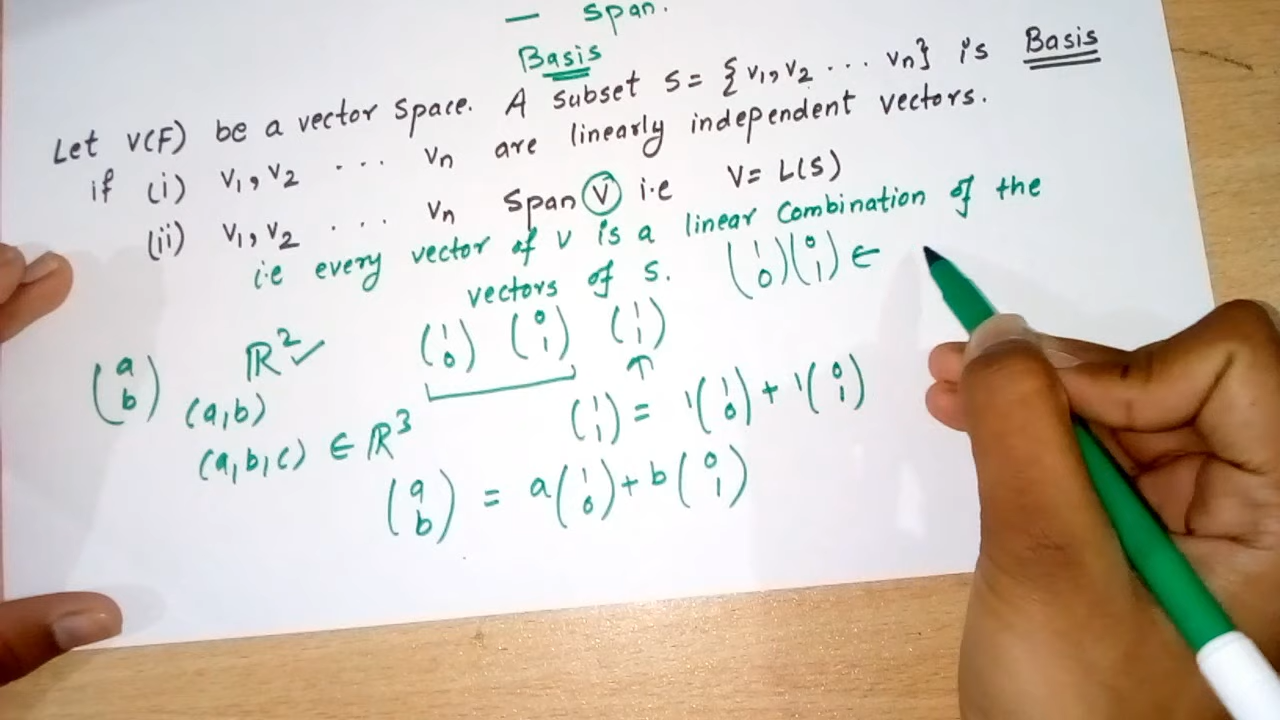 — Span.
Basis
Let V(F) be a vector space. A subset S = {v₁, v₂ ... vₙ} is Basis
if (i) v₁, v₂ ... vₙ are linearly independent vectors.
(ii) v₁, v₂ ... vₙ Span V i.e V = L(S)
i.e every vector of V is a linear combination of the
vectors of S. (1 0) (0 1) ∈
(a b) ℝ² ✓ (1 0) (0 1) (1 1)
(a,b) ↑
(1 1) = 1(1 0) + 1(0 1)
(a,b,c) ∈ ℝ³
(a b) = a(1 0) + b(0 1)